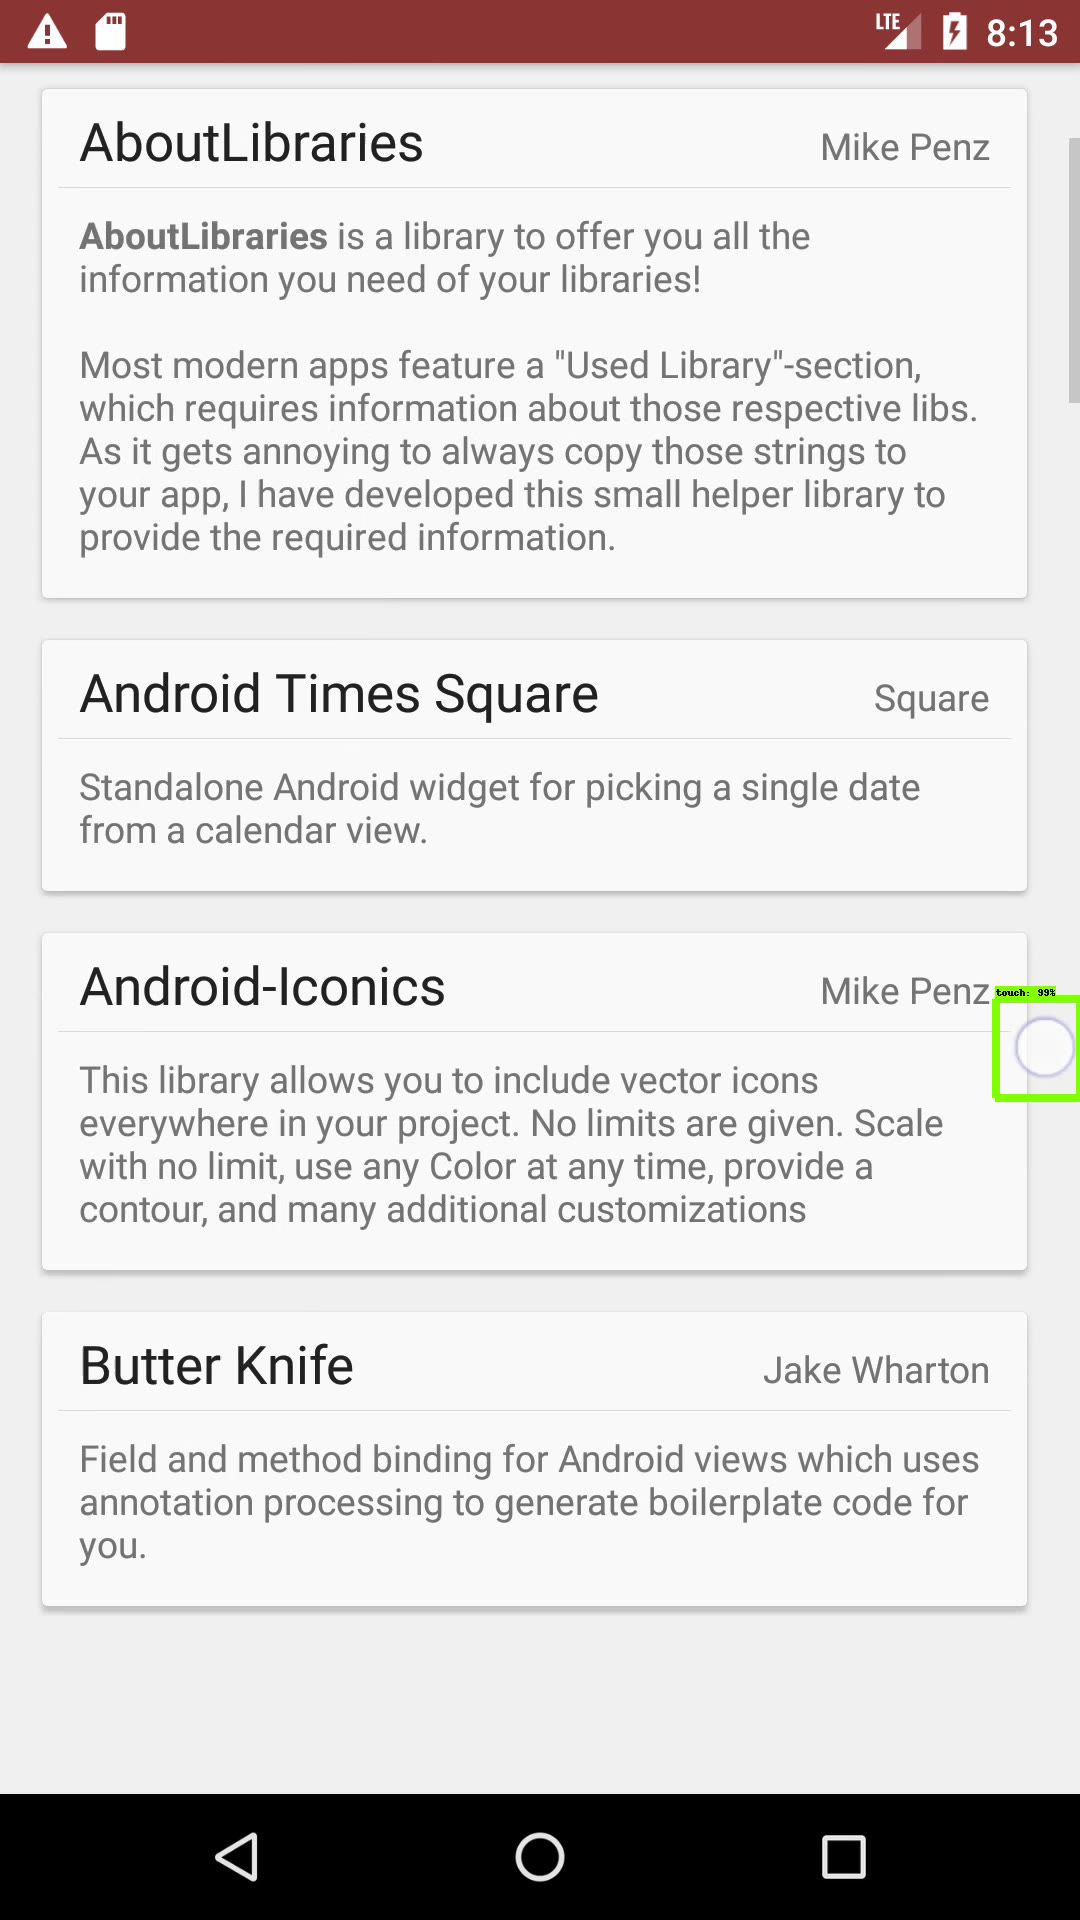 LTE 8:13
AboutLibraries Mike Penz
AboutLibraries is a library to offer you all the
information you need of your libraries!
Most modern apps feature a "Used Library"-section,
which requires information about those respective libs.
As it gets annoying to always copy those strings to
your app, I have developed this small helper library to
provide the required information.
Android Times Square Square
Standalone Android widget for picking a single date
from a calendar view.
Android-Iconics Mike Penz
touch: 99%
This library allows you to include vector icons
everywhere in your project. No limits are given. Scale
with no limit, use any Color at any time, provide a
contour, and many additional customizations
Butter Knife Jake Wharton
Field and method binding for Android views which uses
annotation processing to generate boilerplate code for
you.